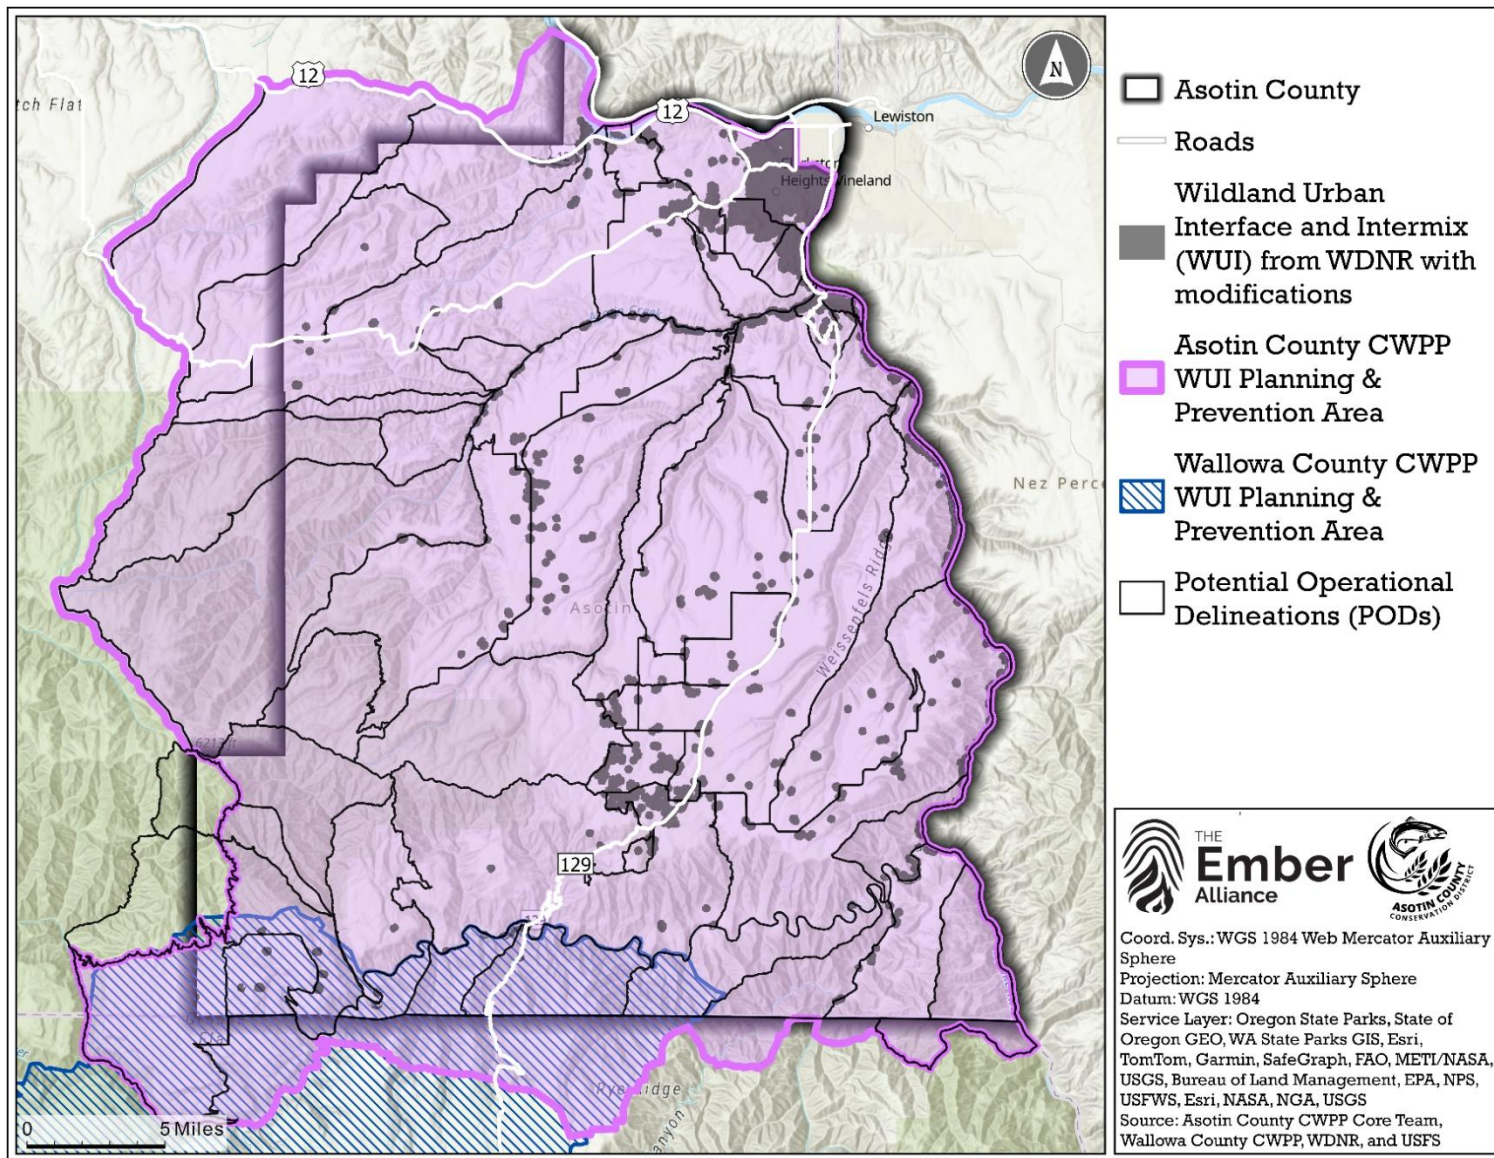 12
N
tch Flat
12
Lewiston
Heights Vineland
Nez Perce
Asotin
Weissenfels Ridge
129
Rye Ridge
anyon
0
5 Miles
Asotin County
Roads
Wildland Urban
Interface and Intermix
(WUI) from WDNR with
modifications
Asotin County CWPP
WUI Planning &
Prevention Area
Wallowa County CWPP
WUI Planning &
Prevention Area
Potential Operational
Delineations (PODs)
THE
Ember
Alliance
ASOTIN COUNTY
CONSERVATION DISTRICT
Coord. Sys.: WGS 1984 Web Mercator Auxiliary
Sphere
Projection: Mercator Auxiliary Sphere
Datum: WGS 1984
Service Layer: Oregon State Parks, State of
Oregon GEO, WA State Parks GIS, Esri,
TomTom, Garmin, SafeGraph, FAO, METI/NASA,
USGS, Bureau of Land Management, EPA, NPS,
USFWS, Esri, NASA, NGA, USGS
Source: Asotin County CWPP Core Team,
Wallowa County CWPP, WDNR, and USFS